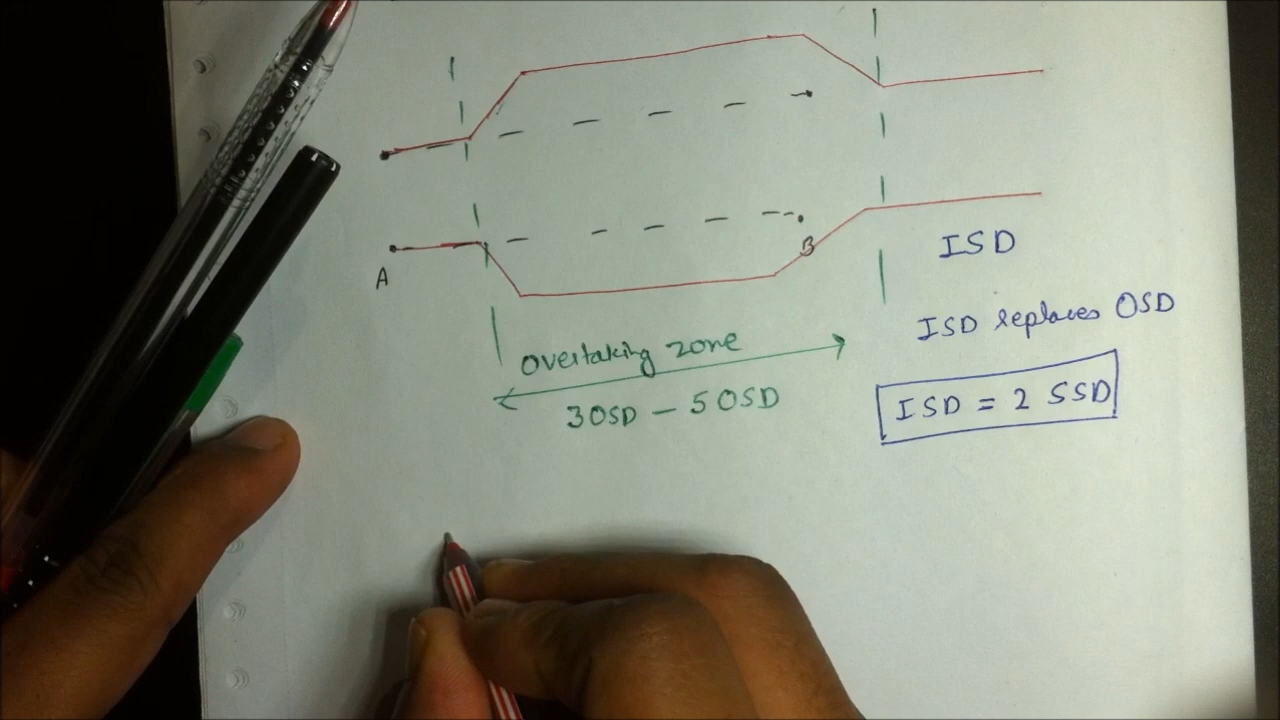 A
B
ISD
ISD replaces OSD
overtaking zone
3OSD – 5OSD
ISD = 2 SSD